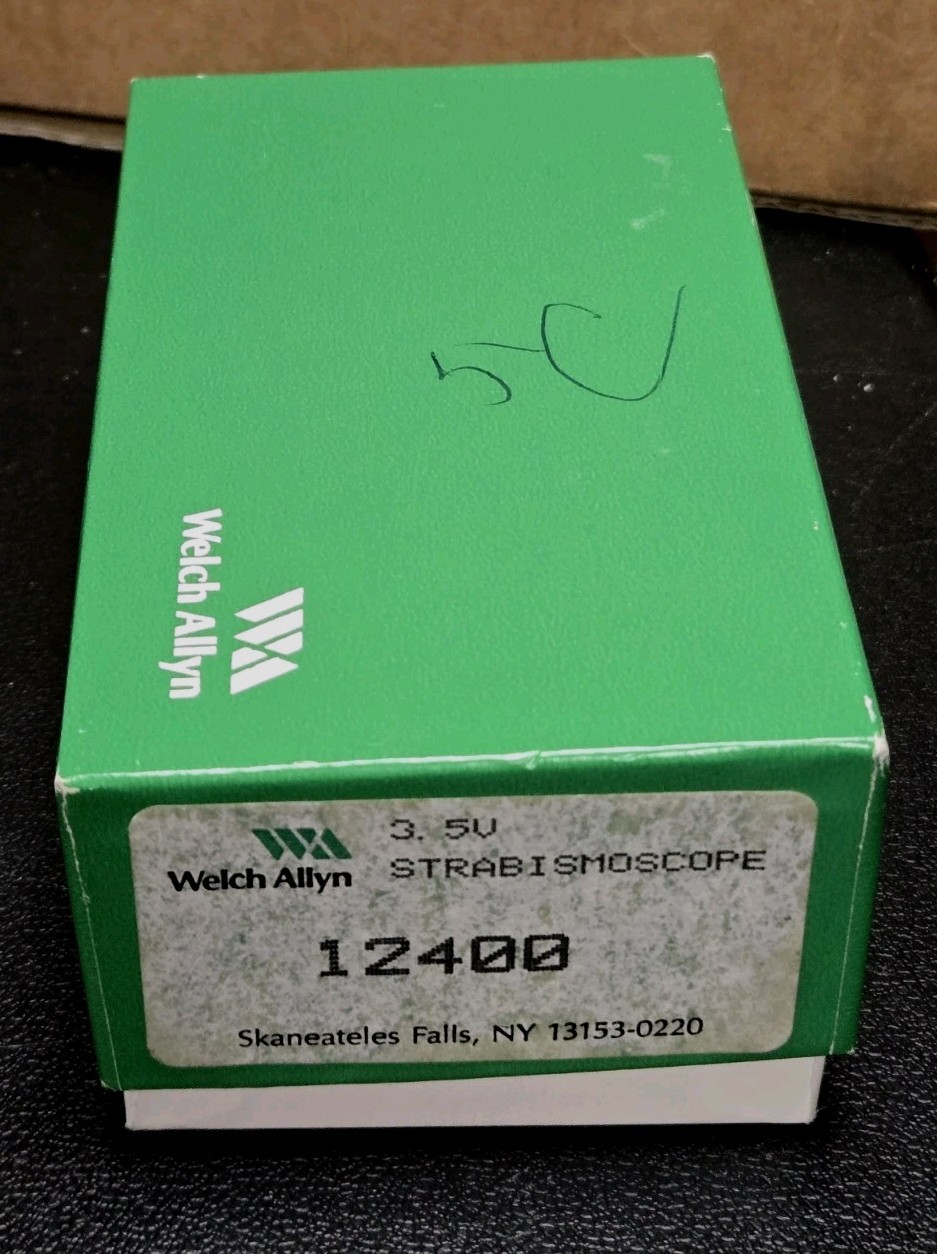 5C
Welch Allyn
Welch Allyn
3.5V
STRABISMOSCOPE
12400
Skaneateles Falls, NY 13153-0220